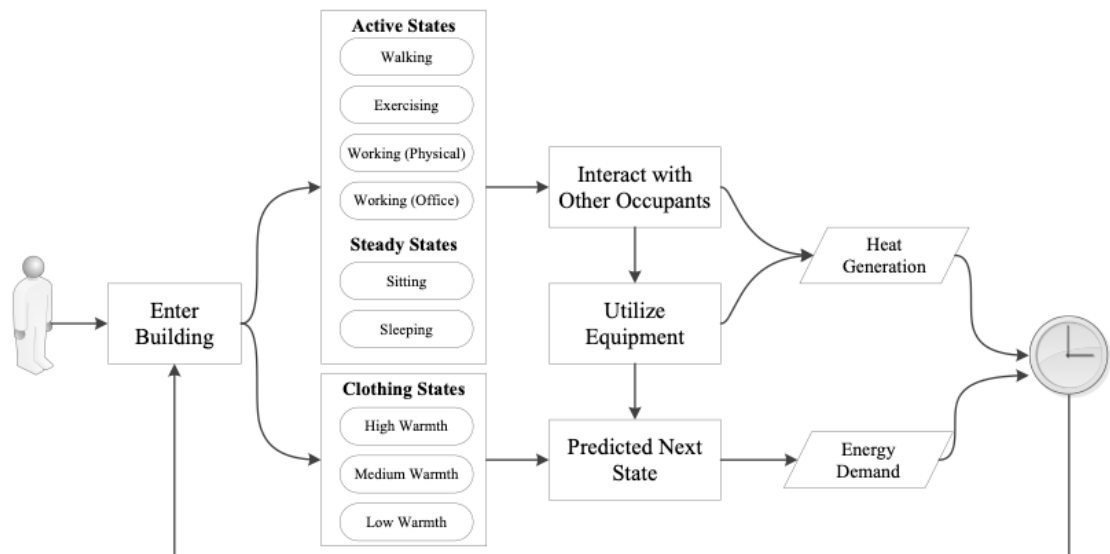 Active States
Walking
Exercising
Working (Physical)
Working (Office)
Steady States
Sitting
Sleeping
Enter
Building
Clothing States
High Warmth
Medium Warmth
Low Warmth
Interact with
Other Occupants
Utilize
Equipment
Predicted Next
State
Heat
Generation
Energy
Demand